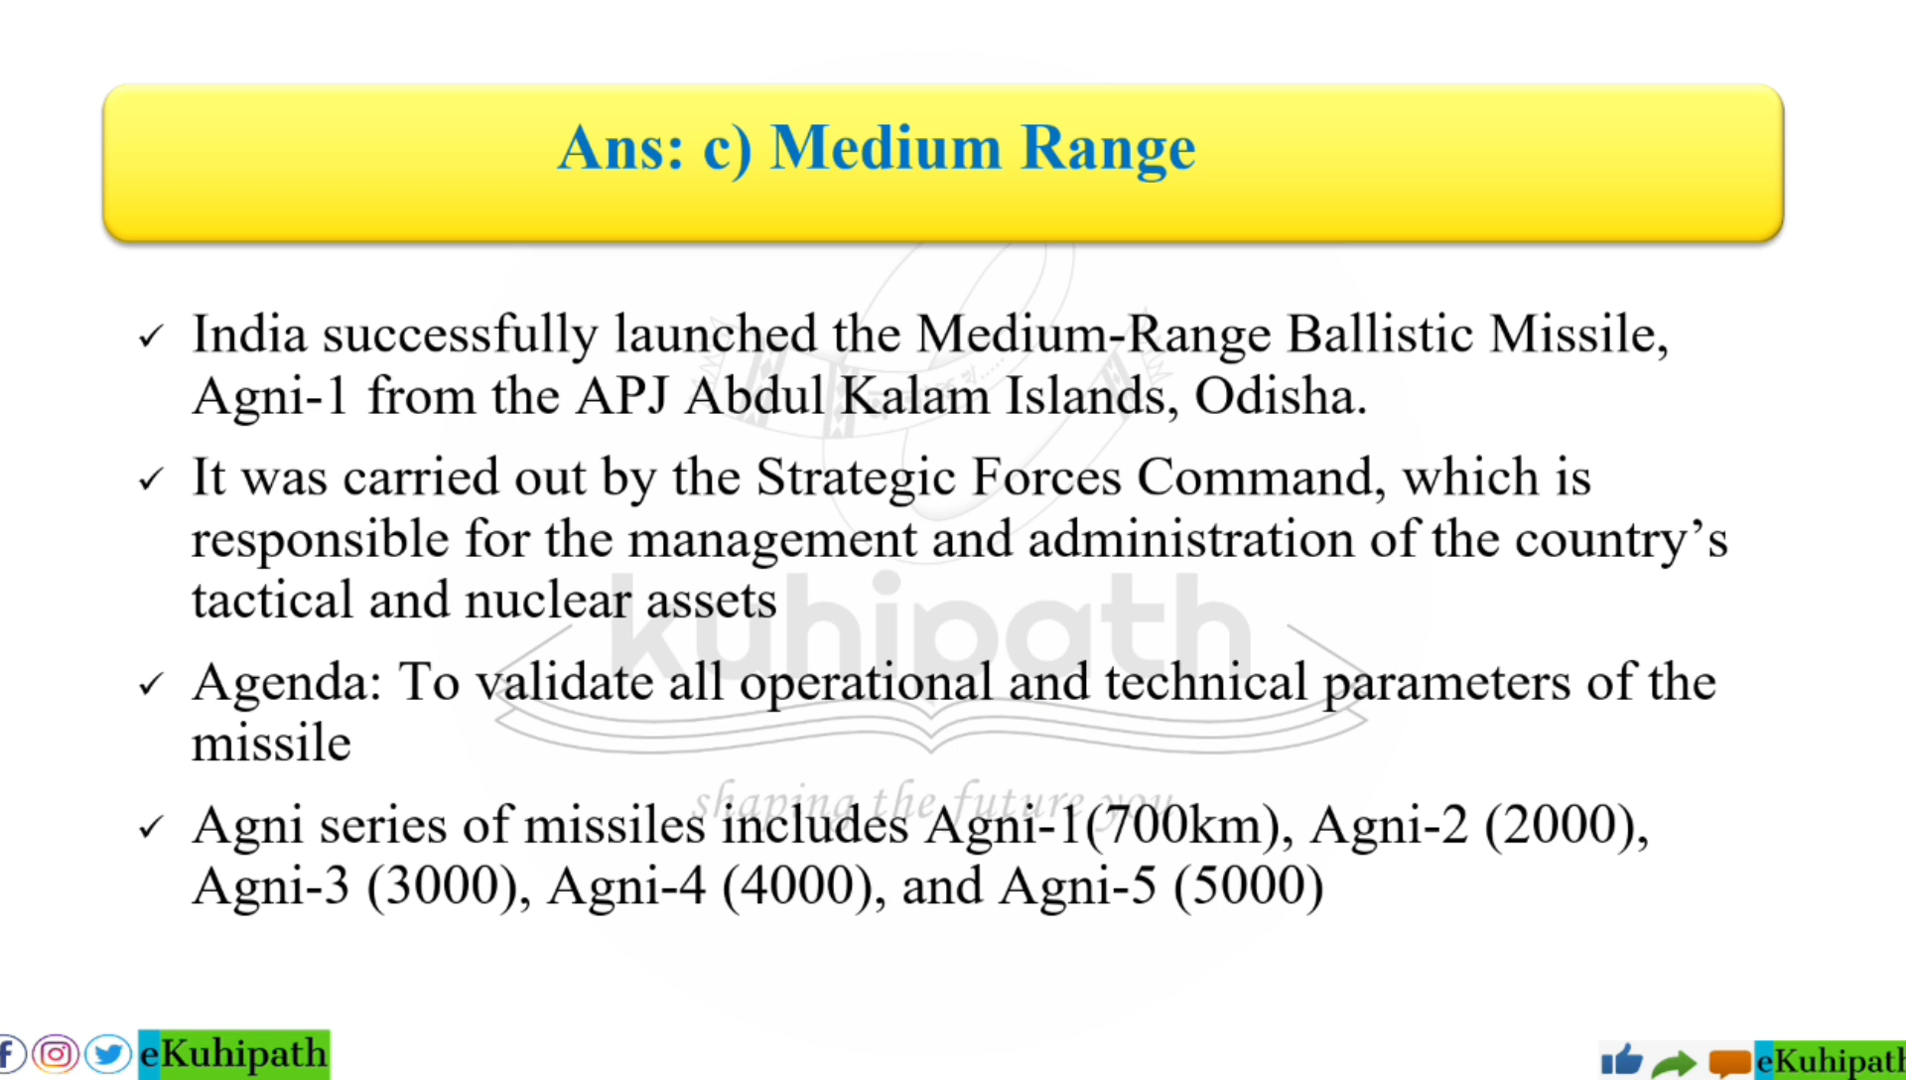 Ans: c) Medium Range
✓ India successfully launched the Medium-Range Ballistic Missile,
Agni-1 from the APJ Abdul Kalam Islands, Odisha.
✓ It was carried out by the Strategic Forces Command, which is
responsible for the management and administration of the country’s
tactical and nuclear assets
✓ Agenda: To validate all operational and technical parameters of the
missile
✓ Agni series of missiles includes Agni-1(700km), Agni-2 (2000),
Agni-3 (3000), Agni-4 (4000), and Agni-5 (5000)
kuhipath
shaping the future you
eKuhipath
eKuhipath